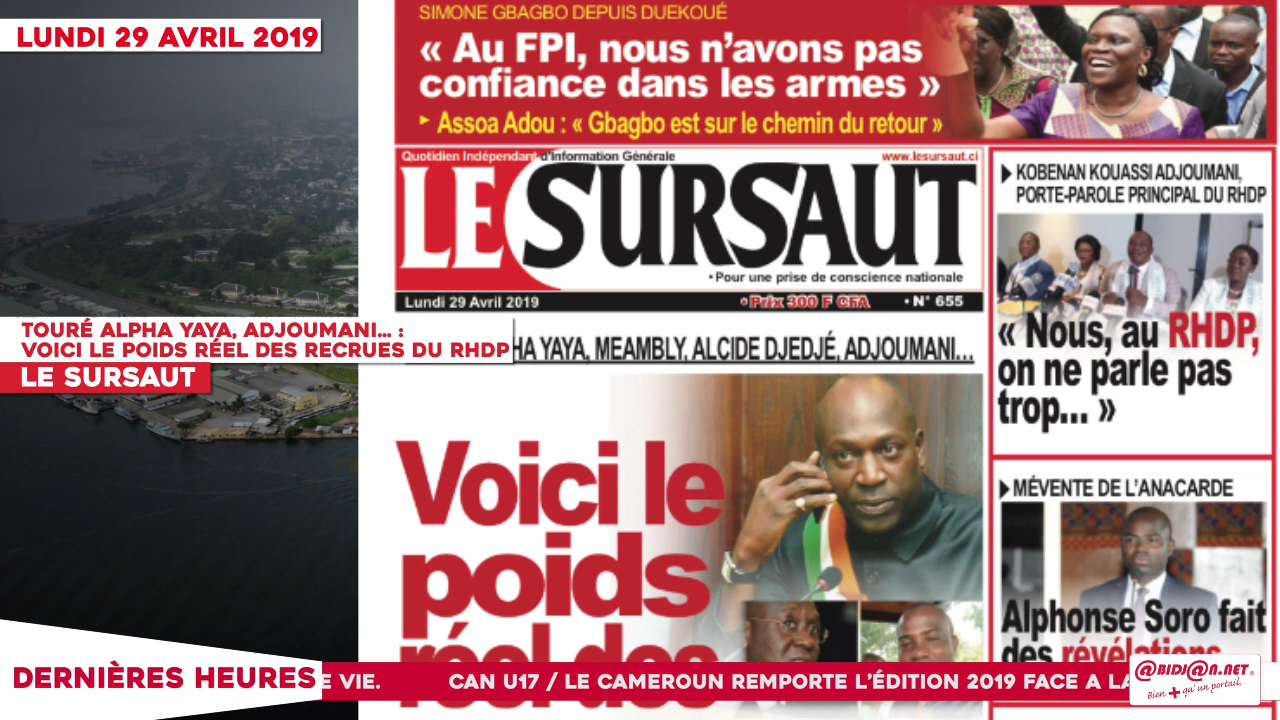 LUNDI 29 AVRIL 2019
SIMONE GBAGBO DEPUIS DUEKOUÉ
« Au FPI, nous n'avons pas
confiance dans les armes »
Assoa Adou : « Gbagbo est sur le chemin du retour »
Quotidien Indépendant d'Information Générale
www.lesursaut.ci
LE SURSAUT
• Pour une prise de conscience nationale
Lundi 29 Avril 2019
• Prix 300 F CFA
• N° 655
KOBENAN KOUASSI ADJOUMANI,
PORTE-PAROLE PRINCIPAL DU RHDP
« Nous, au RHDP,
on ne parle pas
trop... »
TOURÉ ALPHA YAYA, ADJOUMANI... :
VOICI LE POIDS RÉEL DES RECRUES DU RHDP
LE SURSAUT
HA YAYA, MEAMBLY, ALCIDE DJEDJÉ, ADJOUMANI...
Voici le
poids
réel des
MÉVENTE DE L'ANACARDE
Alphonse Soro fait
des révélations
DERNIÈRES HEURES
E VIE. CAN U17 / LE CAMEROUN REMPORTE L'ÉDITION 2019 FACE A LA
@BIDJ@N.NET
Bien + qu'un portail.